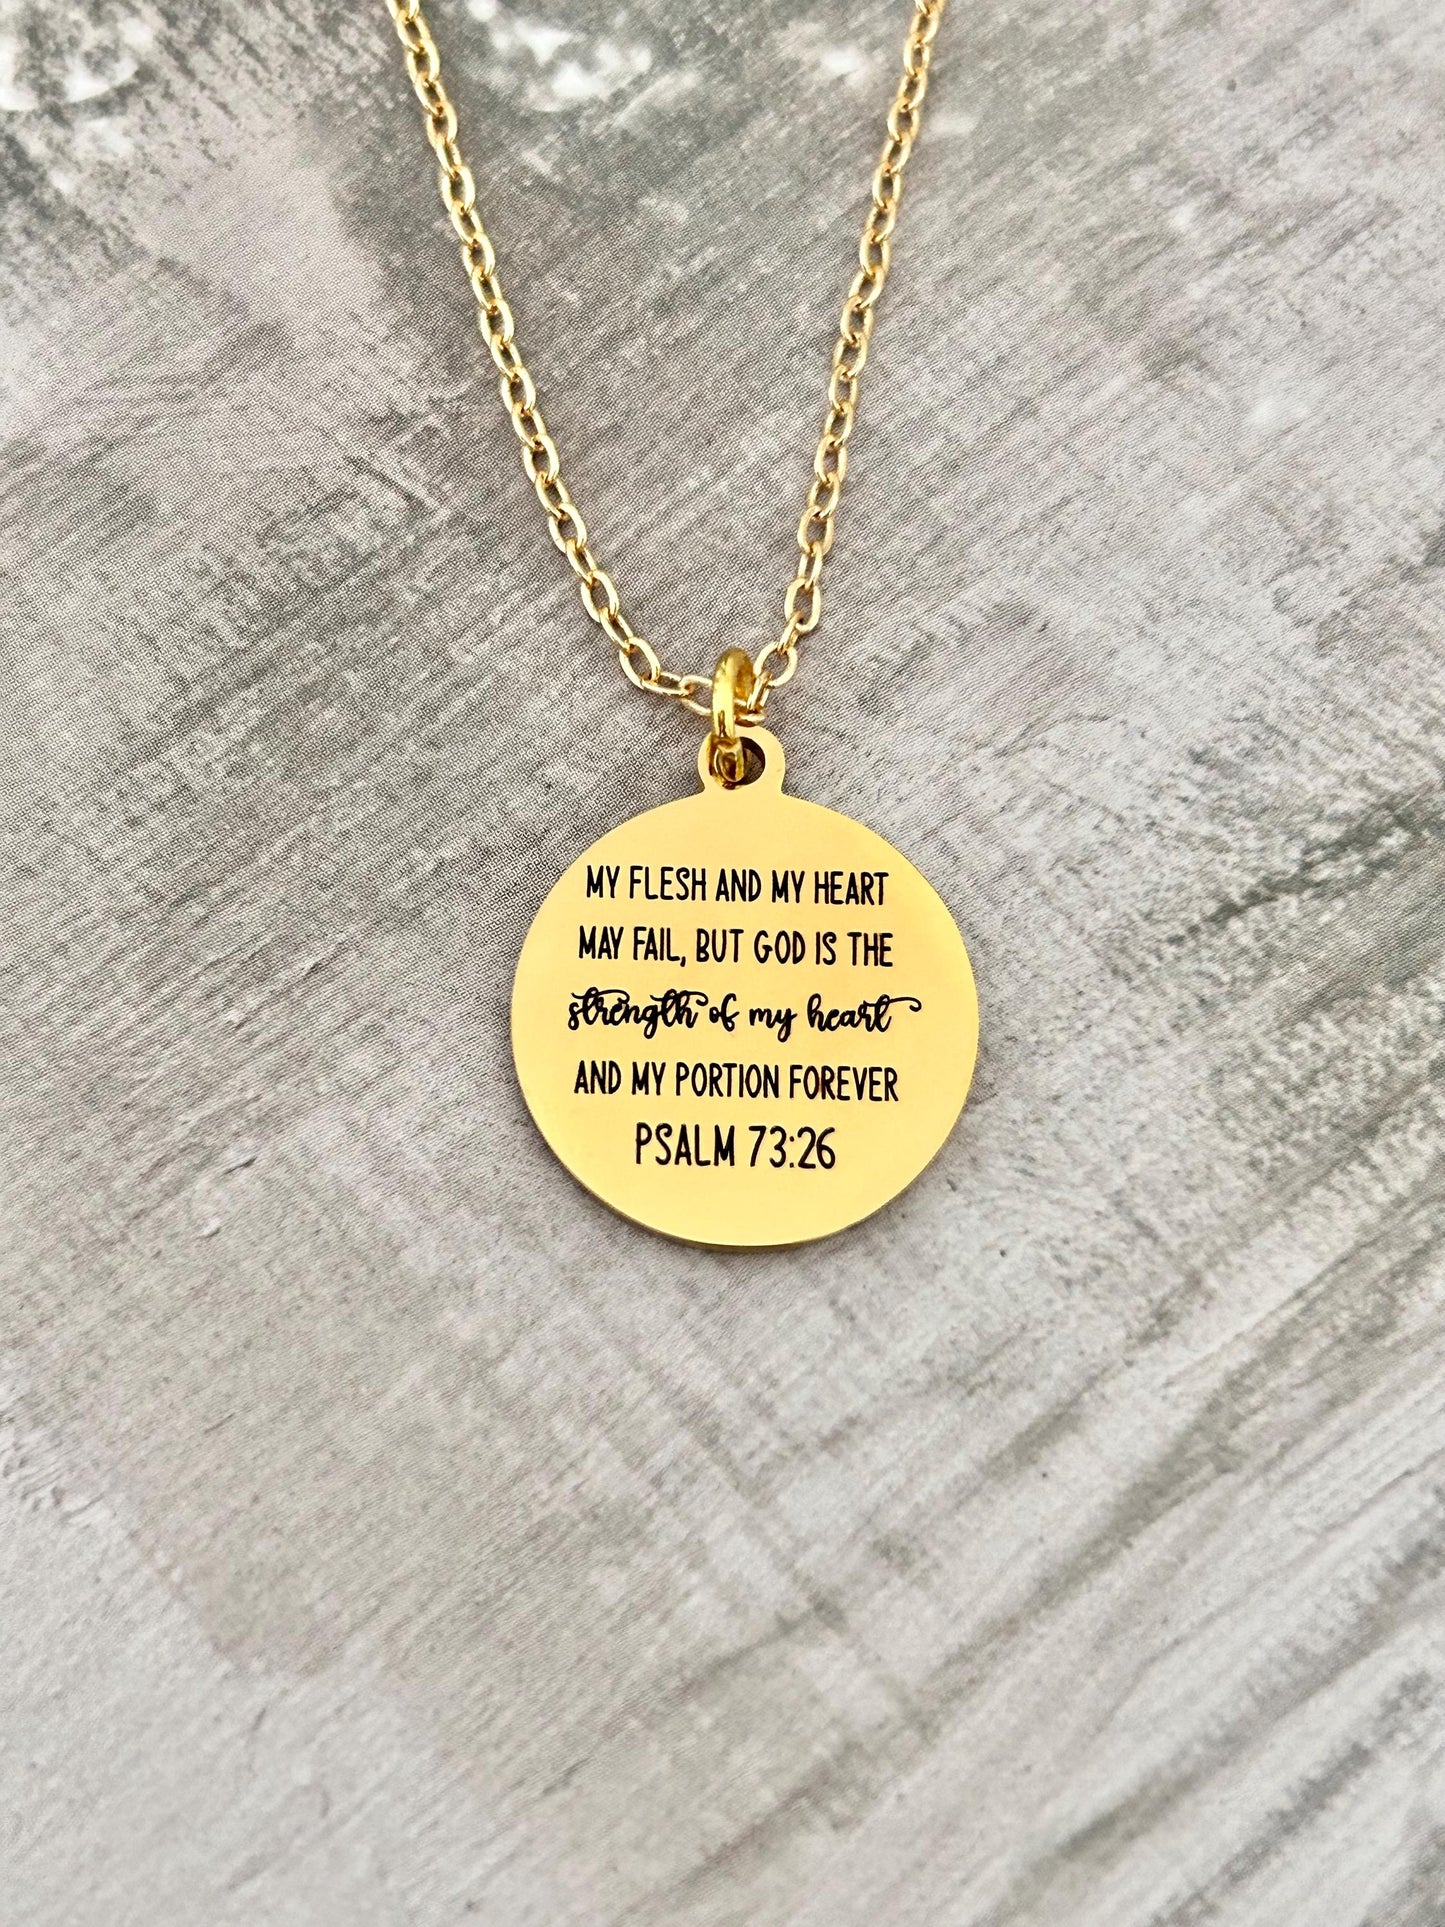 MY FLESH AND MY HEART
MAY FAIL, BUT GOD IS THE
strength of my heart
AND MY PORTION FOREVER
PSALM 73:26